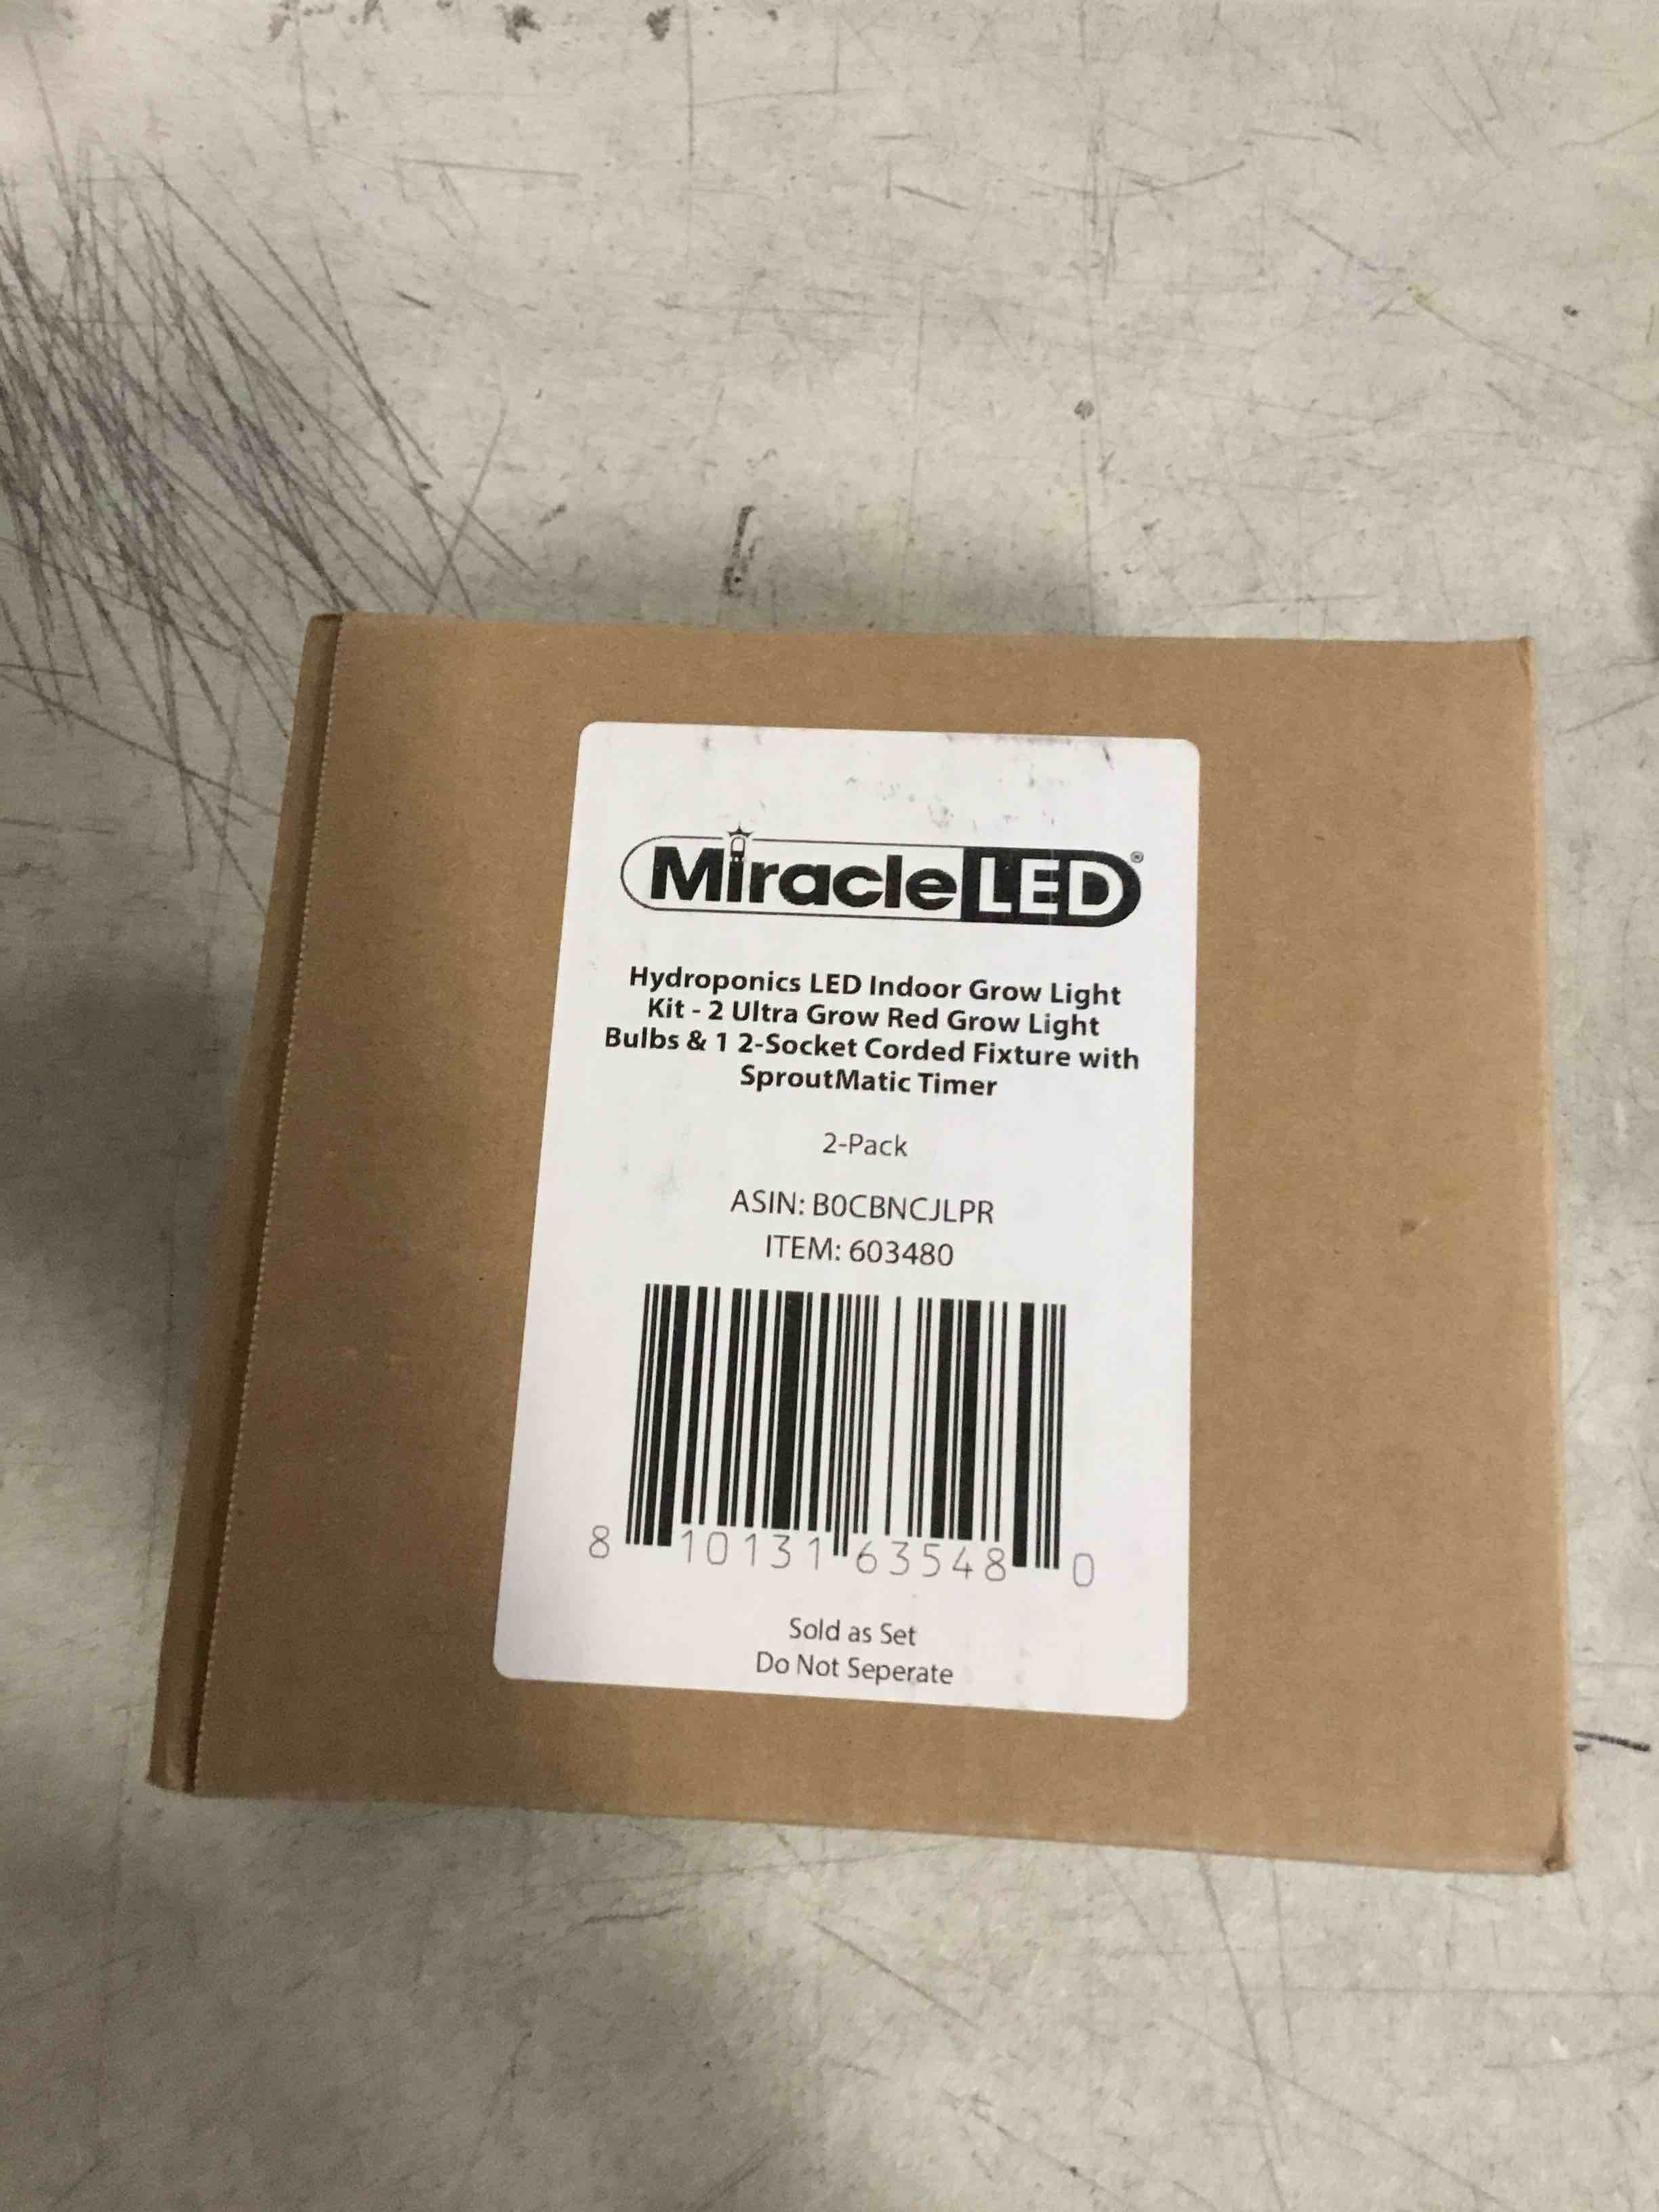 MiracleLED®
Hydroponics LED Indoor Grow Light
Kit - 2 Ultra Grow Red Grow Light
Bulbs & 1 2-Socket Corded Fixture with
SproutMatic Timer
2-Pack
ASIN: B0CBNCJLPR
ITEM: 603480
8 10131 63548 0
Sold as Set
Do Not Seperate